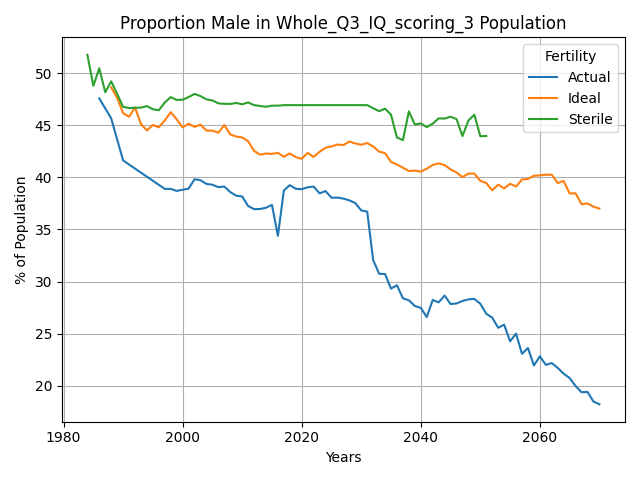 Proportion Male in Whole_Q3_IQ_scoring_3 Population
Fertility
Actual
Ideal
Sterile
% of Population
50
45
40
35
30
25
20
1980
2000
2020
2040
2060
Years